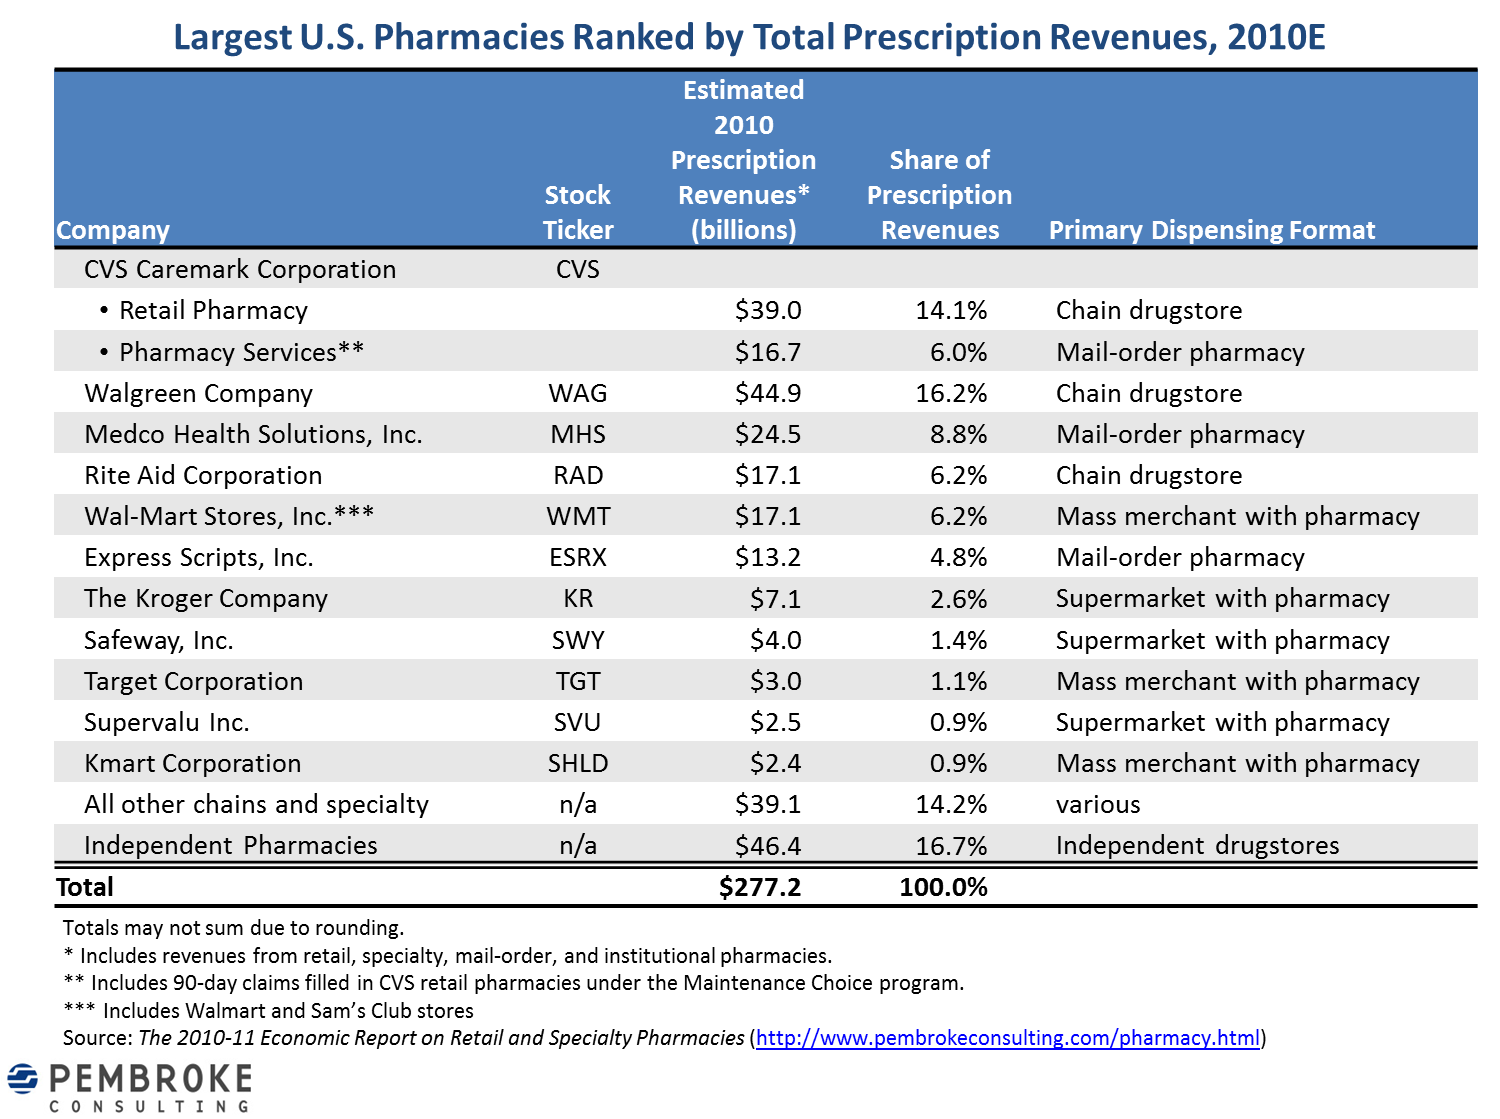 Largest U.S. Pharmacies Ranked by Total Prescription Revenues, 2010E
Company Stock Ticker Estimated 2010 Prescription Revenues* (billions) Share of Prescription Revenues Primary Dispensing Format
CVS Caremark Corporation CVS
• Retail Pharmacy $39.0 14.1% Chain drugstore
• Pharmacy Services** $16.7 6.0% Mail-order pharmacy
Walgreen Company WAG $44.9 16.2% Chain drugstore
Medco Health Solutions, Inc. MHS $24.5 8.8% Mail-order pharmacy
Rite Aid Corporation RAD $17.1 6.2% Chain drugstore
Wal-Mart Stores, Inc.*** WMT $17.1 6.2% Mass merchant with pharmacy
Express Scripts, Inc. ESRX $13.2 4.8% Mail-order pharmacy
The Kroger Company KR $7.1 2.6% Supermarket with pharmacy
Safeway, Inc. SWY $4.0 1.4% Supermarket with pharmacy
Target Corporation TGT $3.0 1.1% Mass merchant with pharmacy
Supervalu Inc. SVU $2.5 0.9% Supermarket with pharmacy
Kmart Corporation SHLD $2.4 0.9% Mass merchant with pharmacy
All other chains and specialty n/a $39.1 14.2% various
Independent Pharmacies n/a $46.4 16.7% Independent drugstores
Total $277.2 100.0%
Totals may not sum due to rounding.
* Includes revenues from retail, specialty, mail-order, and institutional pharmacies.
** Includes 90-day claims filled in CVS retail pharmacies under the Maintenance Choice program.
*** Includes Walmart and Sam's Club stores
Source: The 2010-11 Economic Report on Retail and Specialty Pharmacies (http://www.pembrokeconsulting.com/pharmacy.html)
PEMBROKE
CONSULTING